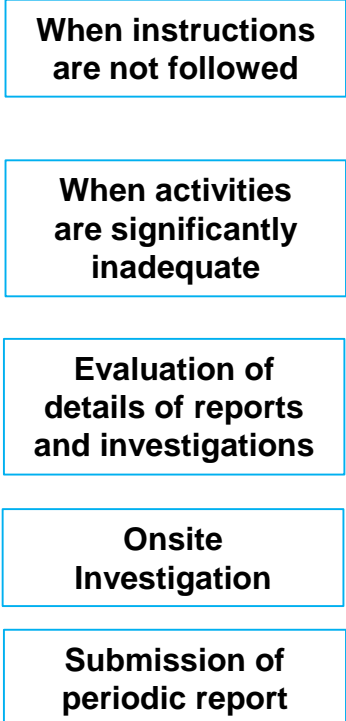 When instructions
are not followed
When activities
are significantly
inadequate
Evaluation of
details of reports
and investigations
Onsite
Investigation
Submission of
periodic report